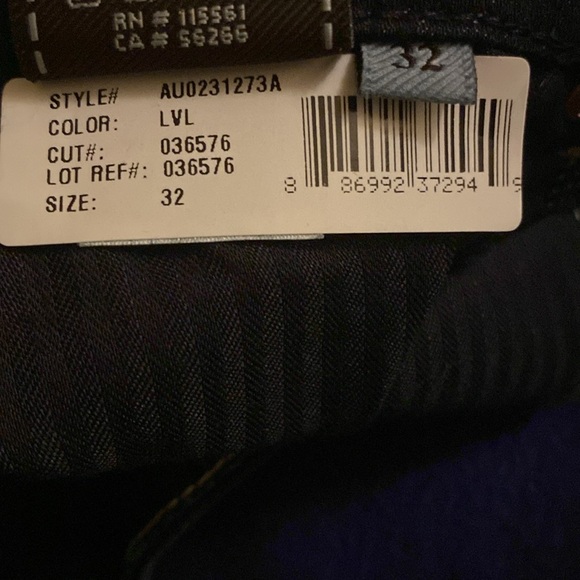 RN # 115561
CA # 56266
32
STYLE# AU0231273A
COLOR: LVL
CUT#: 036576
LOT REF#: 036576
SIZE: 32
8 86992 37294 9